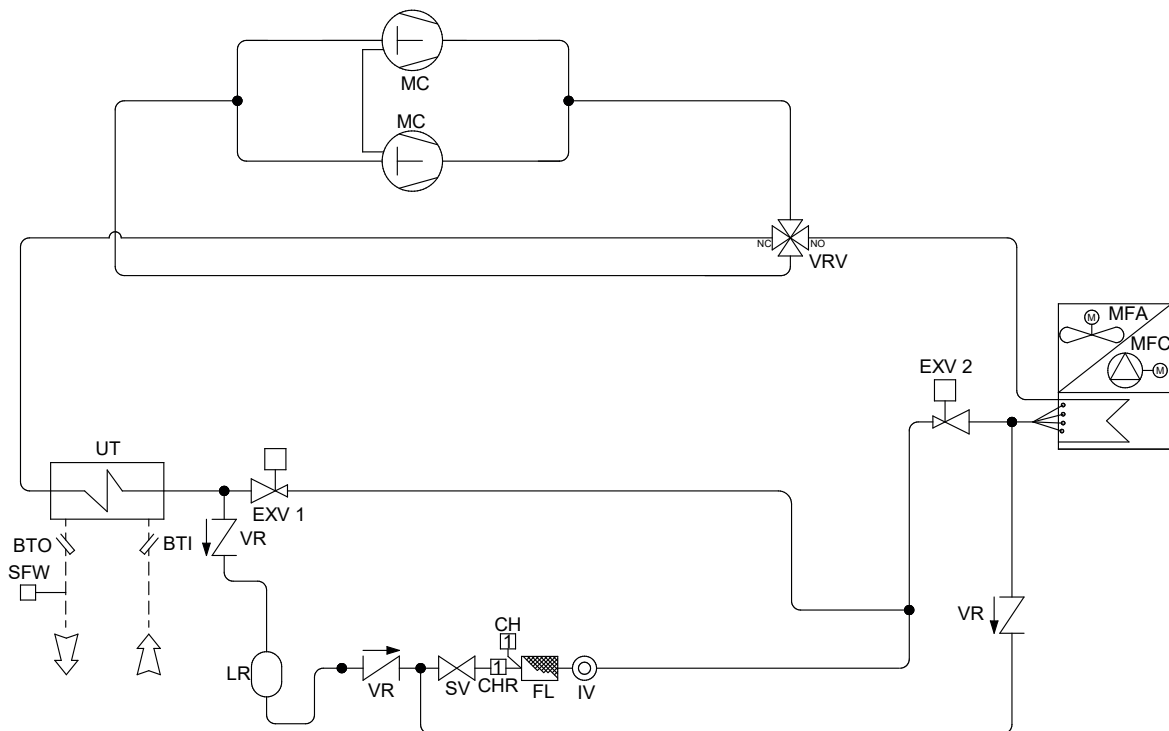 MC
MC
NC
NO
VRV
M
MFA
MFC
M
EXV 2
UT
EXV 1
VR
BTO
BTI
SFW
CH
1
VR
LR
1
VR
SV
CHR
FL
IV